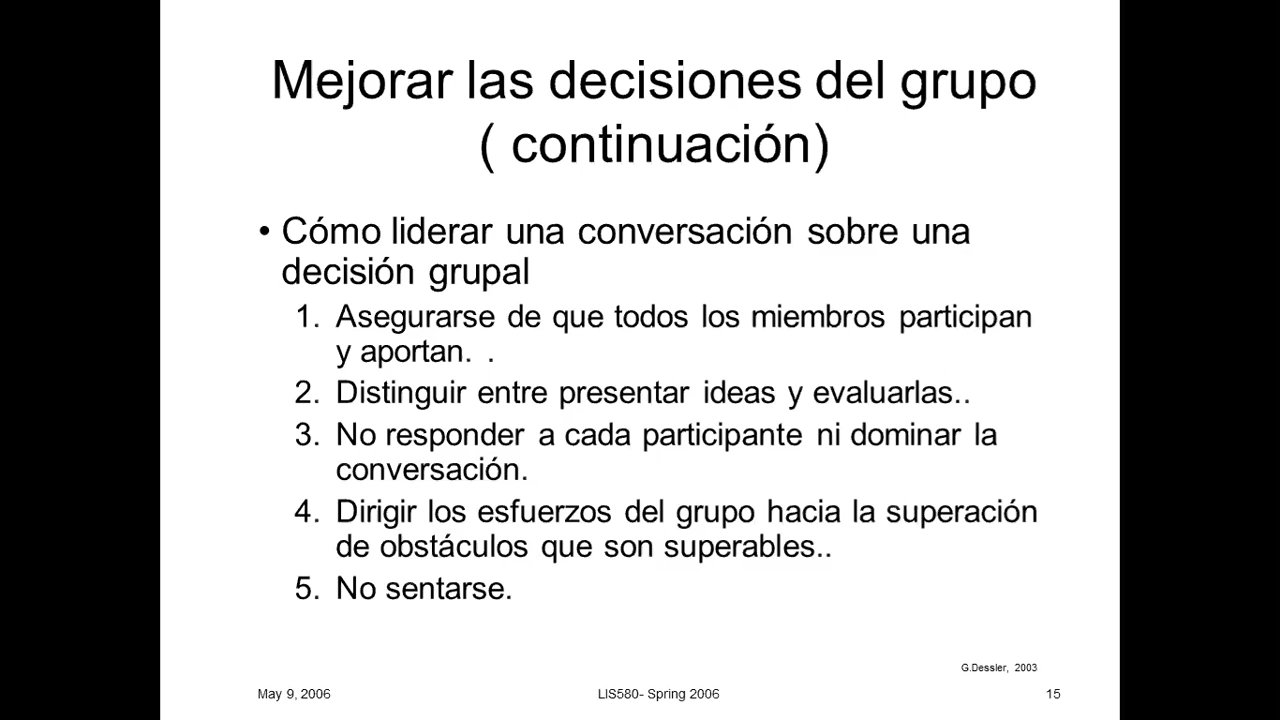 Mejorar las decisiones del grupo
( continuación)
• Cómo liderar una conversación sobre una
decisión grupal
1. Asegurarse de que todos los miembros participan
y aportan. .
2. Distinguir entre presentar ideas y evaluarlas..
3. No responder a cada participante ni dominar la
conversación.
4. Dirigir los esfuerzos del grupo hacia la superación
de obstáculos que son superables..
5. No sentarse.
G.Dessler, 2003
May 9, 2006 LIS580- Spring 2006 15